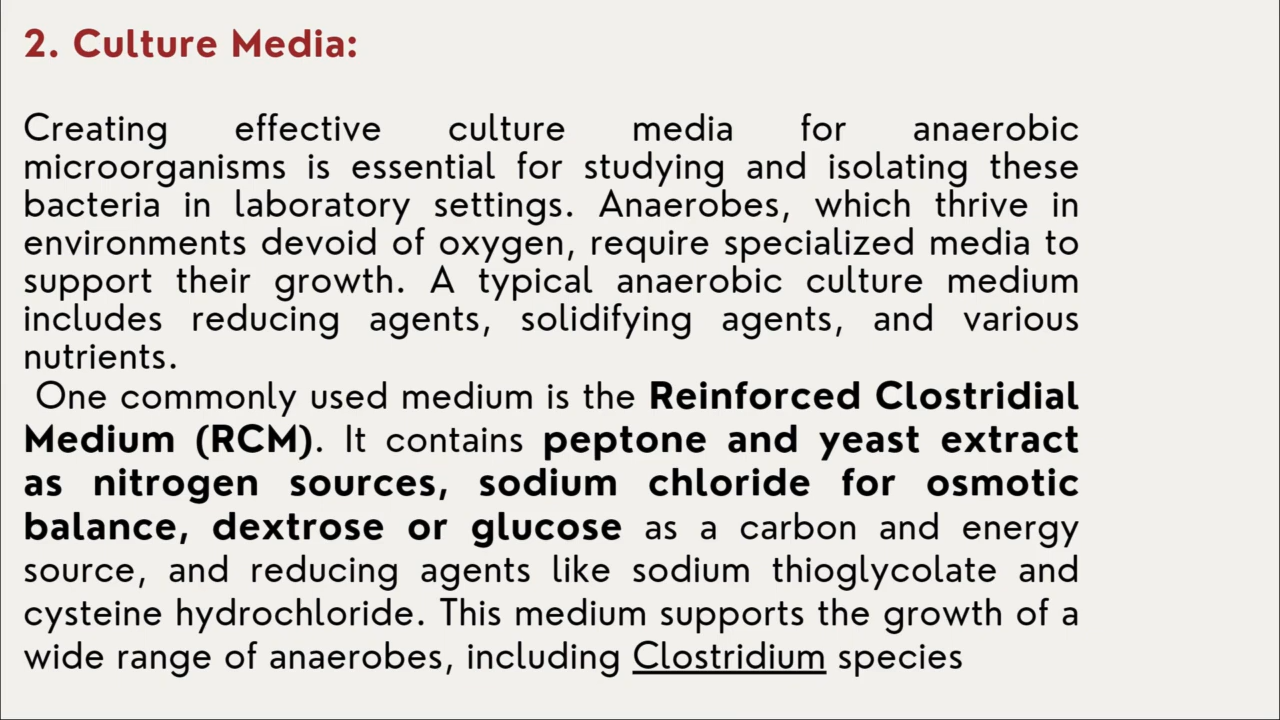 2. Culture Media:
Creating effective culture media for anaerobic
microorganisms is essential for studying and isolating these
bacteria in laboratory settings. Anaerobes, which thrive in
environments devoid of oxygen, require specialized media to
support their growth. A typical anaerobic culture medium
includes reducing agents, solidifying agents, and various
nutrients.
One commonly used medium is the Reinforced Clostridial
Medium (RCM). It contains peptone and yeast extract
as nitrogen sources, sodium chloride for osmotic
balance, dextrose or glucose as a carbon and energy
source, and reducing agents like sodium thioglycolate and
cysteine hydrochloride. This medium supports the growth of a
wide range of anaerobes, including Clostridium species